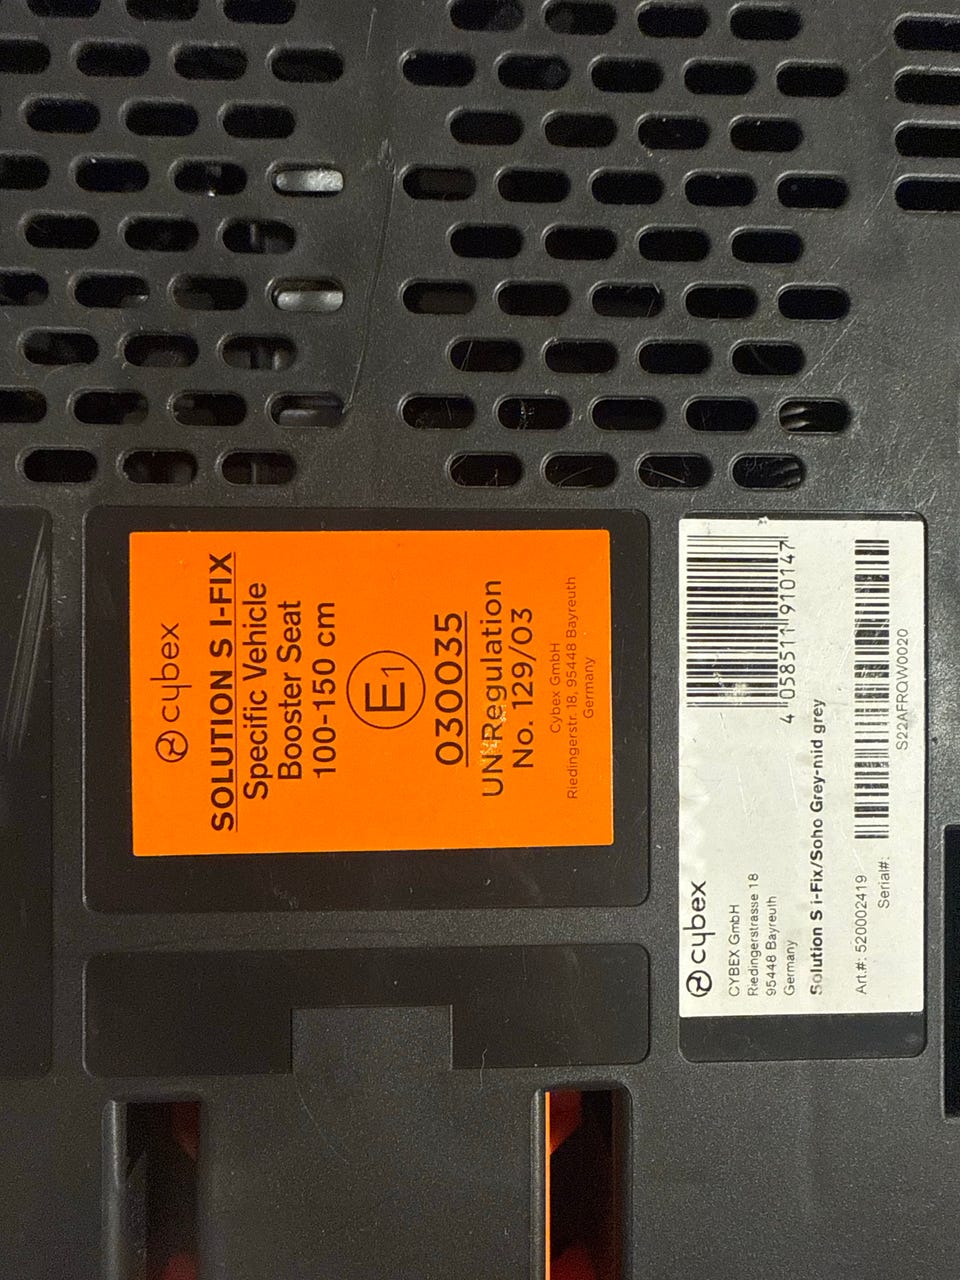 cybex
SOLUTION S I-FIX
Specific Vehicle
Booster Seat
100-150 cm
E1
030035
UN Regulation
No. 129/03
Cybex GmbH
Riedingerstr. 18, 95448 Bayreuth
Germany
cybex
CYBEX GmbH
Riedingerstrasse 18
95448 Bayreuth
Germany
4 058511 910147
Solution S i-Fix/Soho Grey-mid grey
Art.#: 520002419
Serial#:
S22AFRQW0020